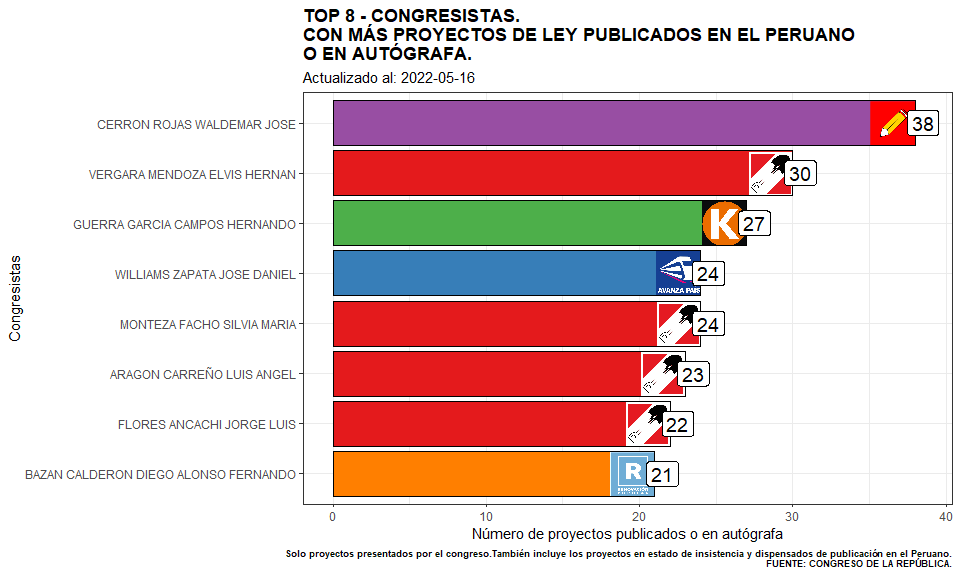 TOP 8 - CONGRESISTAS.
CON MÁS PROYECTOS DE LEY PUBLICADOS EN EL PERUANO
O EN AUTÓGRAFA.
Actualizado al: 2022-05-16
Congresistas
CERRON ROJAS WALDEMAR JOSE
38
VERGARA MENDOZA ELVIS HERNAN
30
GUERRA GARCIA CAMPOS HERNANDO
K
27
WILLIAMS ZAPATA JOSE DANIEL
AVANZA PAIS
24
MONTEZA FACHO SILVIA MARIA
24
ARAGON CARREÑO LUIS ANGEL
23
FLORES ANCACHI JORGE LUIS
22
BAZAN CALDERON DIEGO ALONSO FERNANDO
R
RENOVACIÓN
21
0 10 20 30 40
Número de proyectos publicados o en autógrafa
Solo proyectos presentados por el congreso.También incluye los proyectos en estado de insistencia y dispensados de publicación en el Peruano.
FUENTE: CONGRESO DE LA REPÚBLICA.